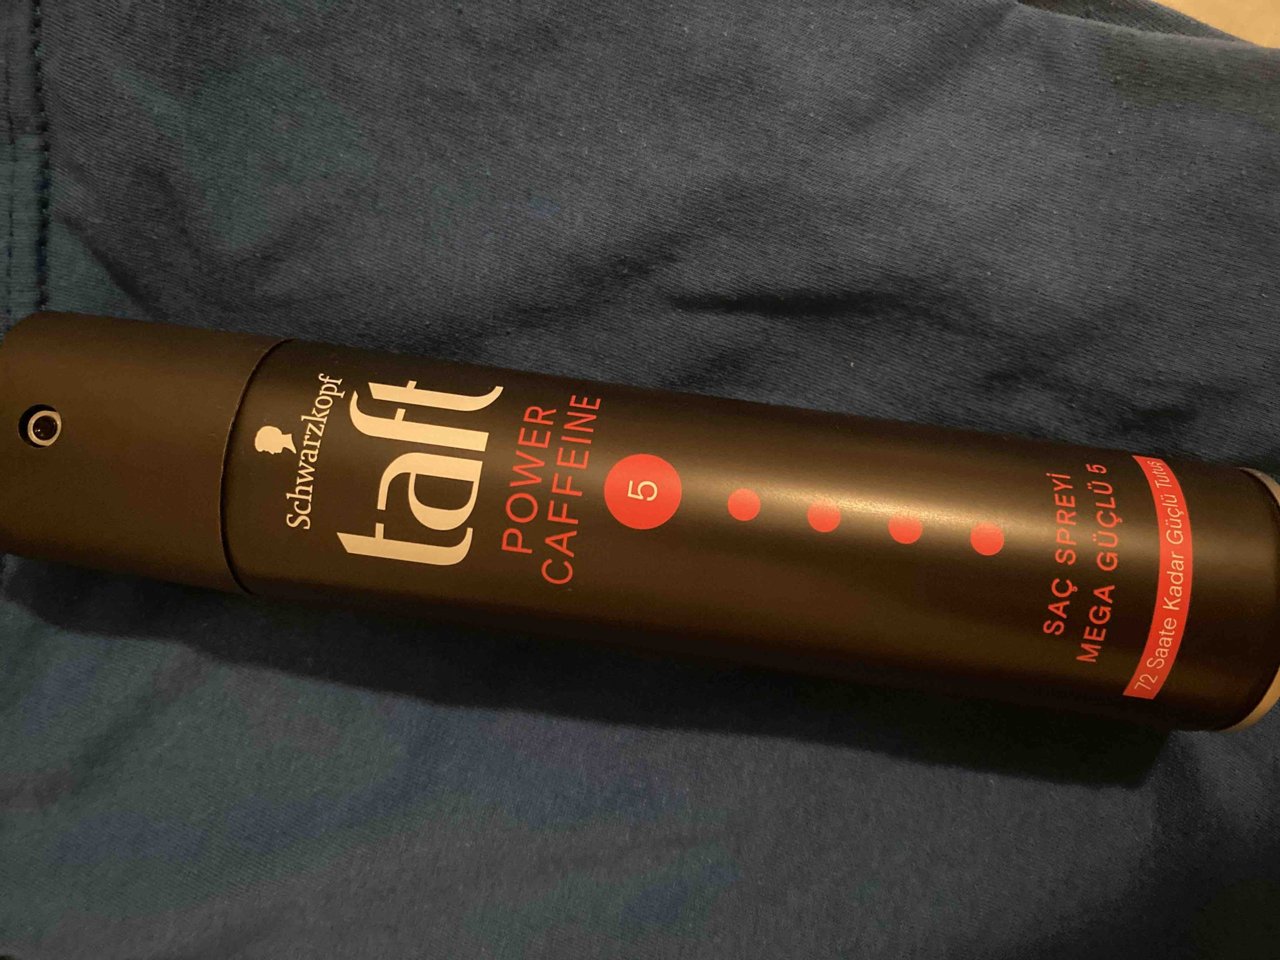 Schwarzkopf
taft
POWER
CAFFEINE
5
SAÇ SPREYİ
MEGA GÜÇLÜ 5
72 Saate Kadar Güçlü Tutuş